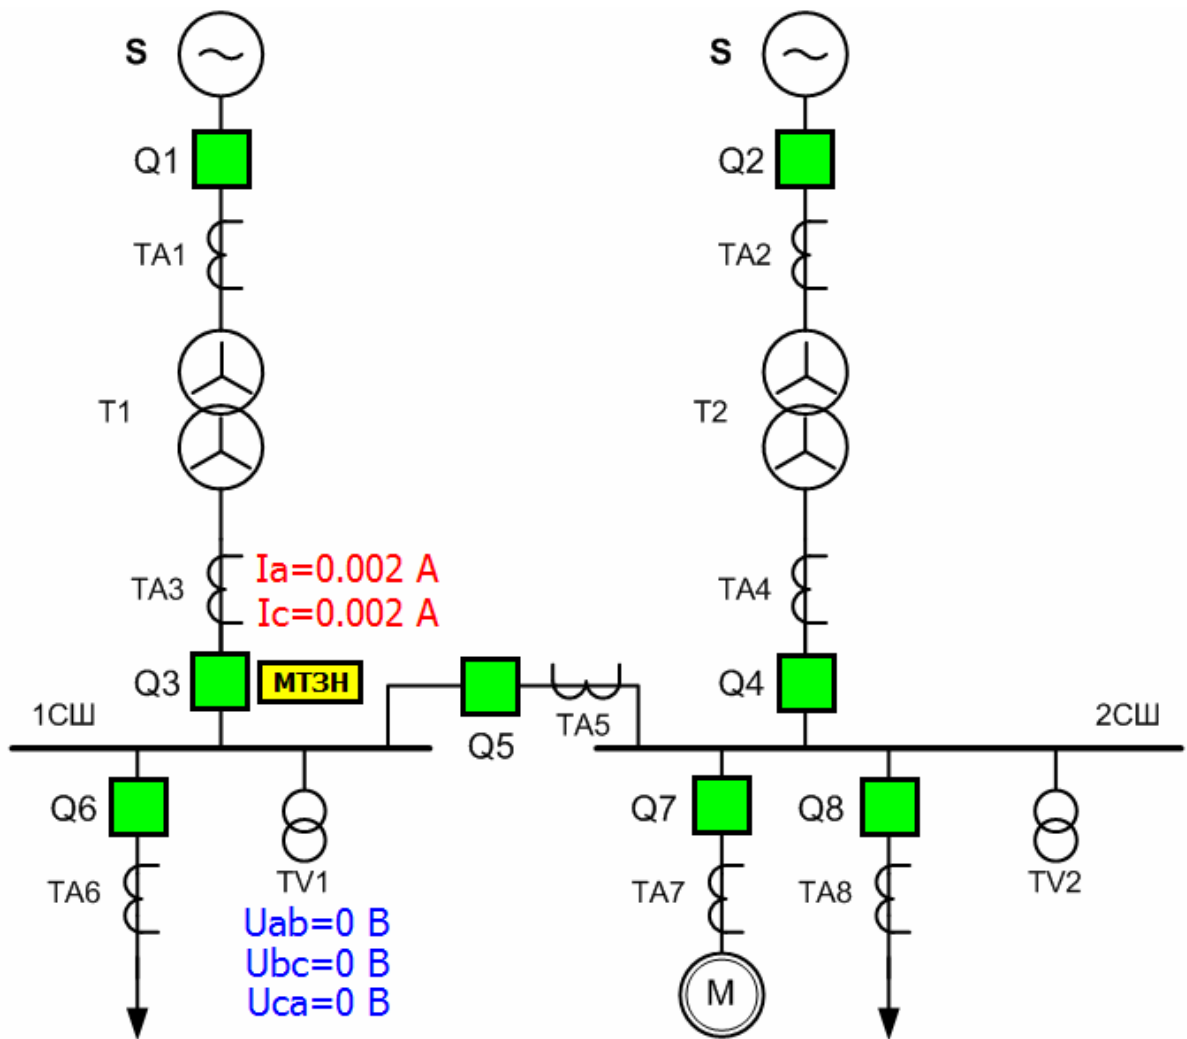 S
S
Q1
Q2
TA1
TA2
T1
T2
TA3
Ia=0.002 A
Ic=0.002 A
TA4
Q3
МТЗН
Q4
1СШ
Q5
TA5
2СШ
Q6
Q7
Q8
TA6
TV1
TA7
TA8
TV2
Uab=0 В
Ubc=0 В
Uca=0 В
M